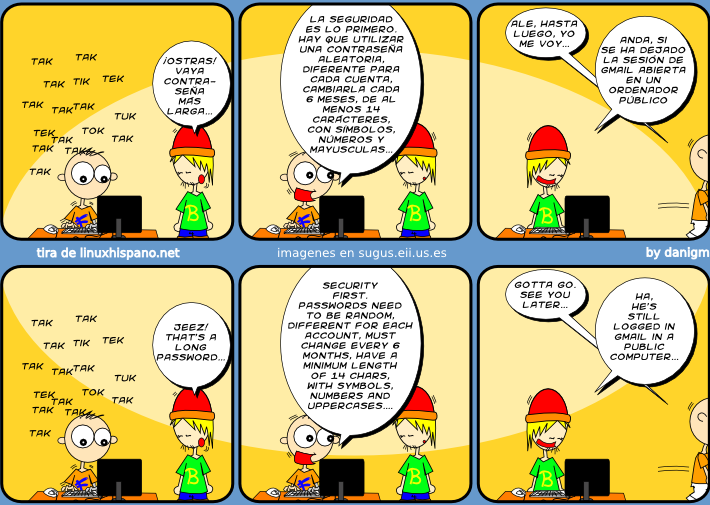 TAK
TAK
TAK
TIK
TEK
TAK
TAK
TAK
TUK
TEK
TAK
TOK
TAK
TAK
TAK
TAK
¡OSTRAS!
VAYA
CONTRA-
SEÑA
MÁS
LARGA...
LA SEGURIDAD
ES LO PRIMERO.
HAY QUE UTILIZAR
UNA CONTRASEÑA
ALEATORIA,
DIFERENTE PARA
CADA CUENTA,
CAMBIARLA CADA
6 MESES, DE AL
MENOS 14
CARÁCTERES,
CON SÍMBOLOS,
NÚMEROS Y
MAYUSCULAS...
ALE, HASTA
LUEGO, YO
ME VOY...
ANDA, SI
SE HA DEJADO
LA SESIÓN DE
GMAIL ABIERTA
EN UN
ORDENADOR
PÚBLICO
B
B
B
tira de linuxhispano.net
imagenes en sugus.eii.us.es
by danigm
TAK
TAK
TAK
TIK
TEK
TAK
TAK
TAK
TUK
TEK
TAK
TOK
TAK
TAK
TAK
TAK
JEEZ!
THAT'S A
LONG
PASSWORD...
SECURITY
FIRST.
PASSWORDS NEED
TO BE RANDOM,
DIFFERENT FOR EACH
ACCOUNT, MUST
CHANGE EVERY 6
MONTHS, HAVE A
MINIMUM LENGTH
OF 14 CHARS,
WITH SYMBOLS,
NUMBERS AND
UPPERCASES....
GOTTA GO.
SEE YOU
LATER...
HA,
HE'S
STILL
LOGGED IN
GMAIL IN A
PUBLIC
COMPUTER...
B
B
B